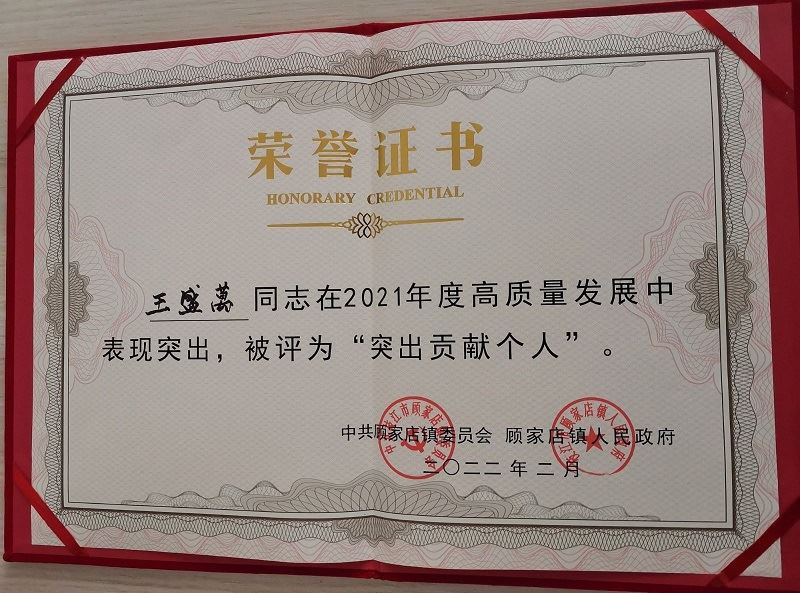 荣誉证书
HONORARY CREDENTIAL
王盛萬 同志在2021年度高质量发展中
表现突出，被评为“突出贡献个人”。
中共顾家店镇委员会 顾家店镇人民政府
二〇二二年二月